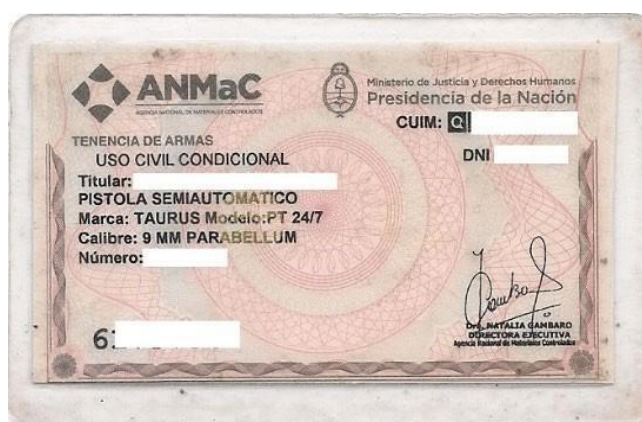 ANMaC
AGENCIA NACIONAL DE MATERIALES CONTROLADOS
Ministerio de Justicia y Derechos Humanos
Presidencia de la Nación
CUIM: Q
TENENCIA DE ARMAS
USO CIVIL CONDICIONAL
DNI
Titular:
PISTOLA SEMIAUTOMATICO
Marca: TAURUS Modelo:PT 24/7
Calibre: 9 MM PARABELLUM
Número:
6
Dra. NATALIA GAMBARO
DIRECTORA EJECUTIVA
Agencia Nacional de Materiales Controlados